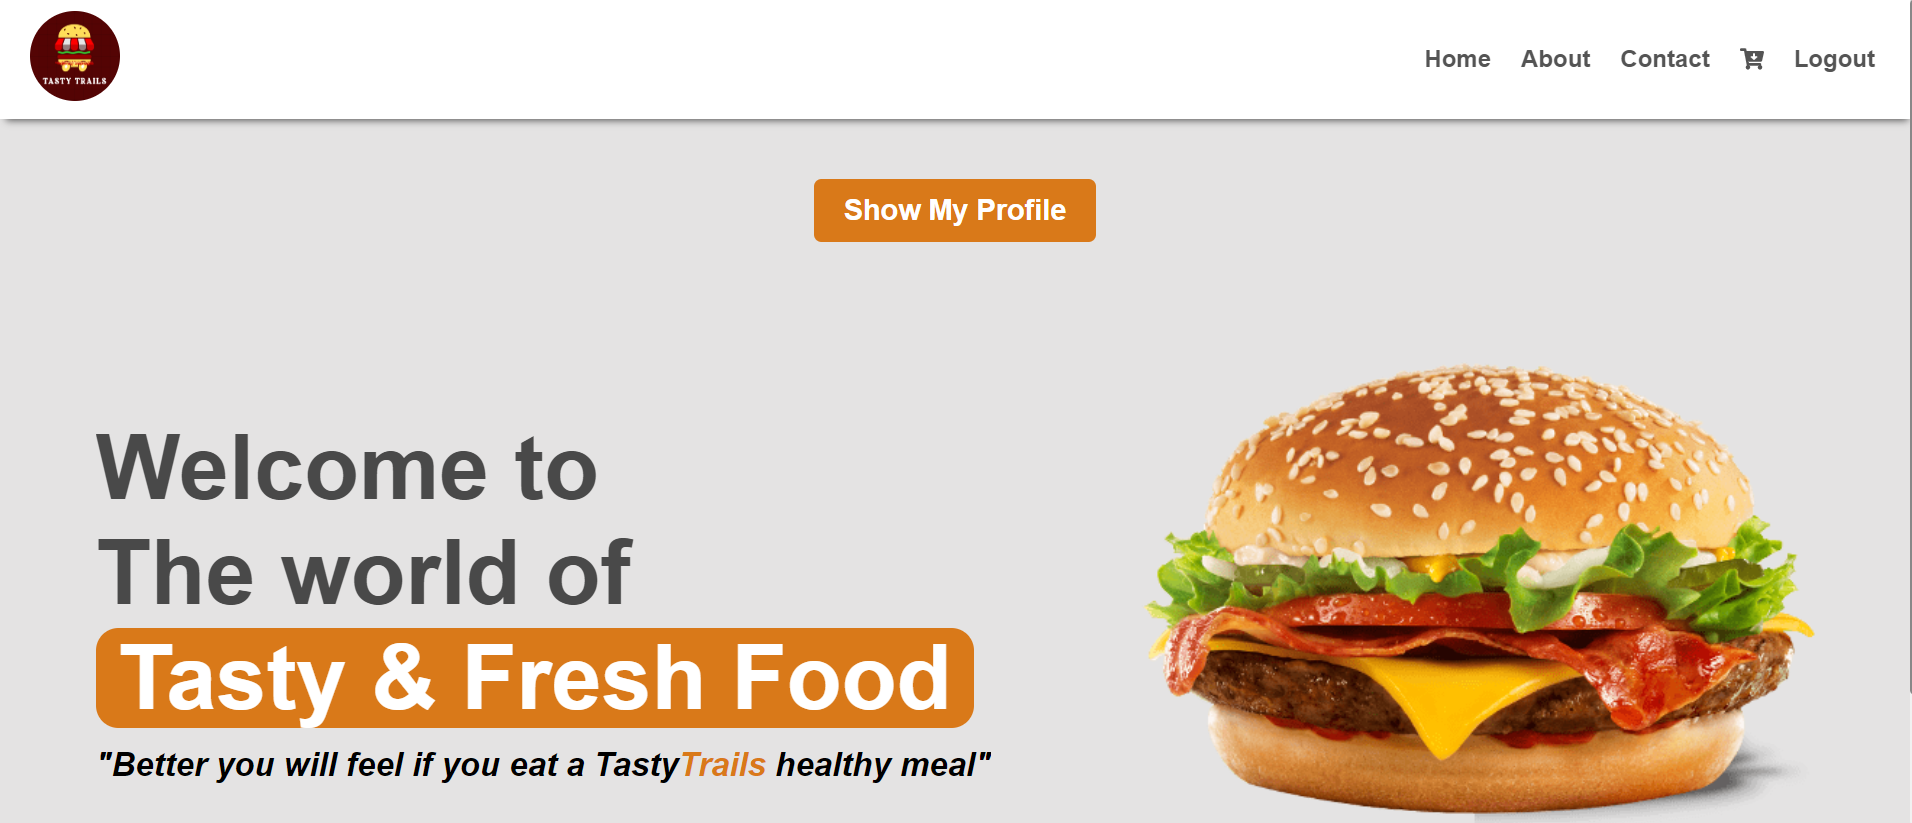 TASTY TRAILS
Home About Contact Logout
Show My Profile
Welcome to
The world of
Tasty & Fresh Food
"Better you will feel if you eat a TastyTrails healthy meal"